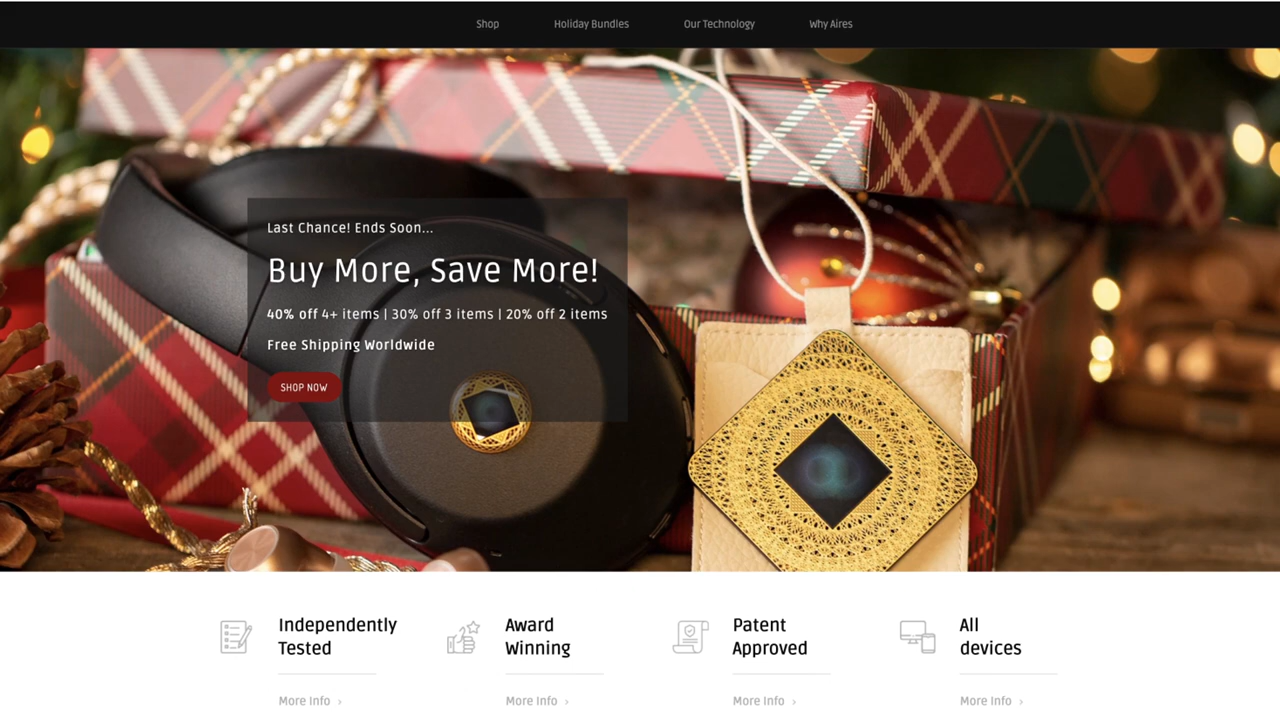 Shop Holiday Bundles Our Technology Why Aires
Last Chance! Ends Soon...
Buy More, Save More!
40% off 4+ items | 30% off 3 items | 20% off 2 items
Free Shipping Worldwide
SHOP NOW
Independently
Tested
More Info ›
Award
Winning
More Info ›
Patent
Approved
More Info ›
All
devices
More Info ›